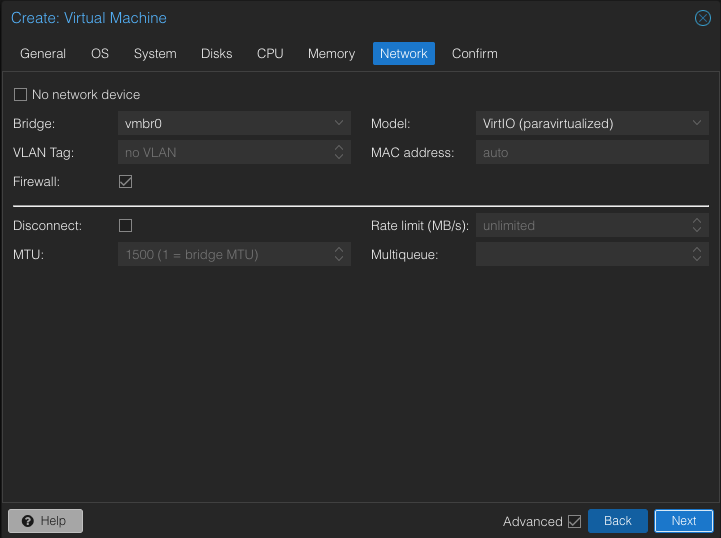 Create: Virtual Machine
General OS System Disks CPU Memory Network Confirm
No network device
Bridge: vmbr0 Model: VirtIO (paravirtualized)
VLAN Tag: no VLAN MAC address: auto
Firewall:
Disconnect: Rate limit (MB/s): unlimited
MTU: 1500 (1 = bridge MTU) Multiqueue:
? Help Advanced Back Next